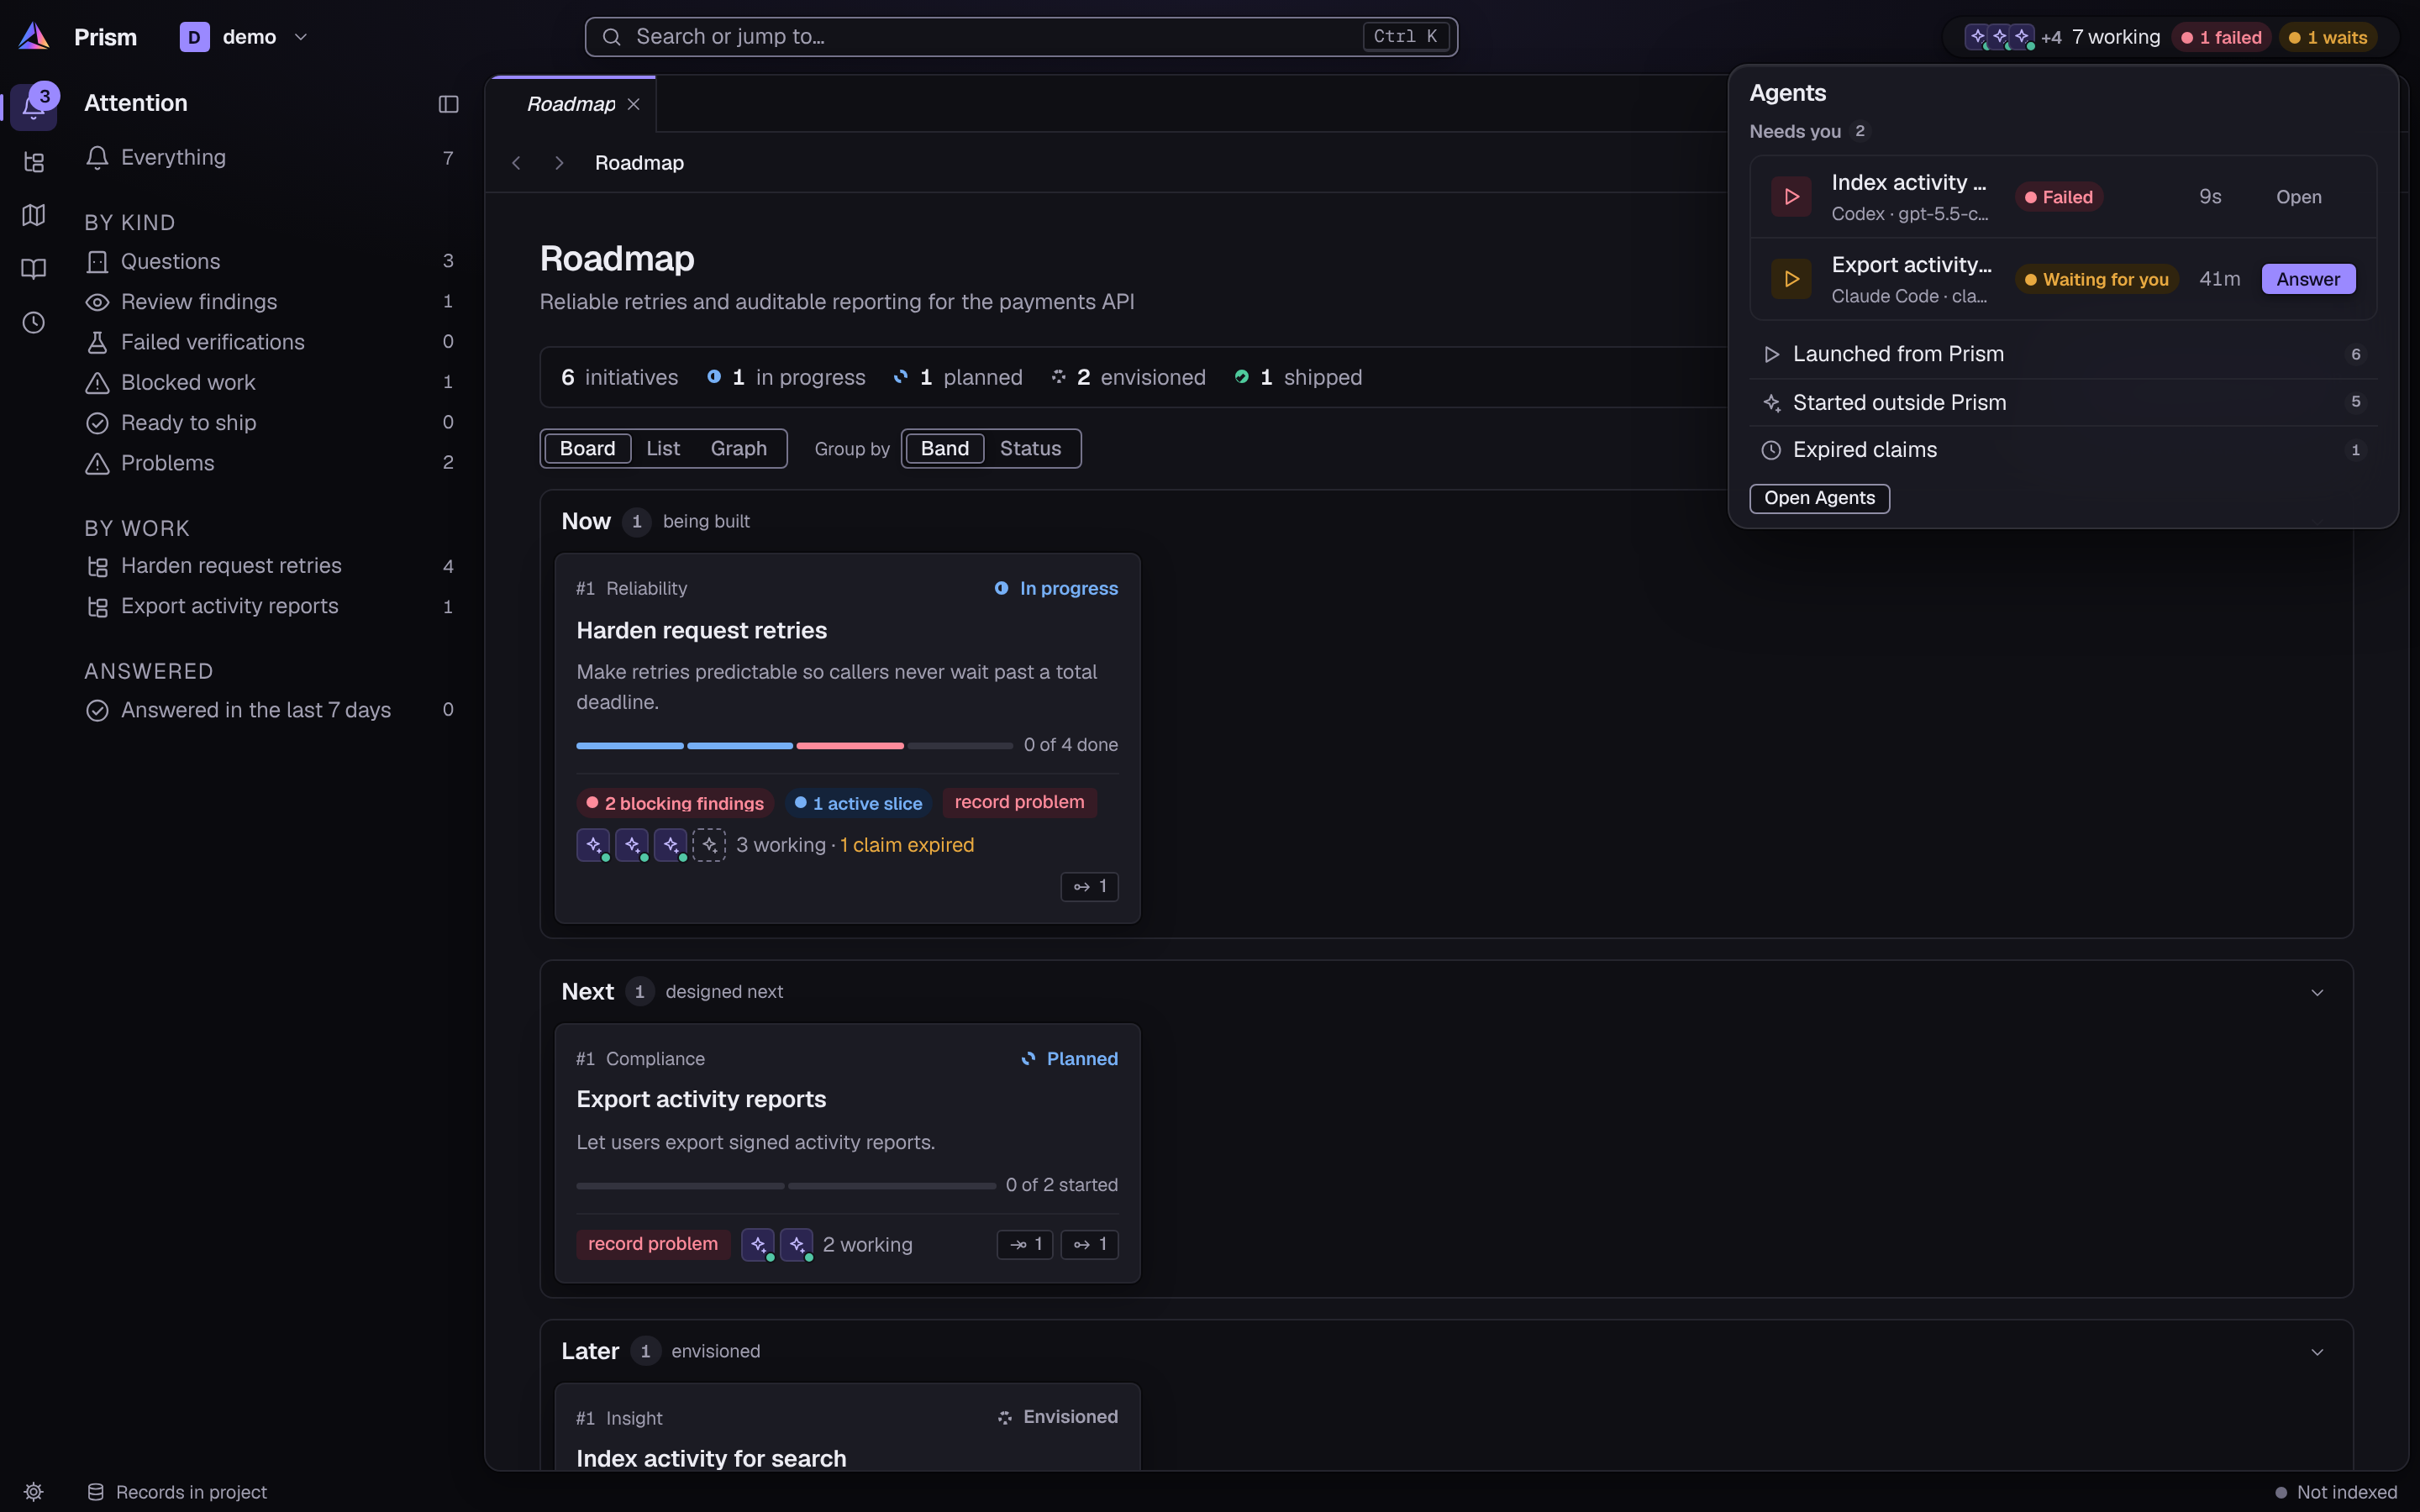 Prism
D demo
Search or jump to...
Ctrl K
+4 7 working
1 failed
1 waits
3
Attention
Everything 7
BY KIND
Questions 3
Review findings 1
Failed verifications 0
Blocked work 1
Ready to ship 0
Problems 2
BY WORK
Harden request retries 4
Export activity reports 1
ANSWERED
Answered in the last 7 days 0
Records in project
Roadmap
Roadmap
Roadmap
Reliable retries and auditable reporting for the payments API
6 initiatives 1 in progress 1 planned 2 envisioned 1 shipped
Board List Graph Group by Band Status
Now 1 being built
#1 Reliability In progress
Harden request retries
Make retries predictable so callers never wait past a total
deadline.
0 of 4 done
2 blocking findings 1 active slice record problem
3 working · 1 claim expired
1
Next 1 designed next
#1 Compliance Planned
Export activity reports
Let users export signed activity reports.
0 of 2 started
record problem 2 working 1 1
Later 1 envisioned
#1 Insight Envisioned
Index activity for search
Agents
Needs you 2
Index activity ... Failed 9s Open
Codex · gpt-5.5-c...
Export activity... Waiting for you 41m Answer
Claude Code · cla...
Launched from Prism 6
Started outside Prism 5
Expired claims 1
Open Agents
Not indexed